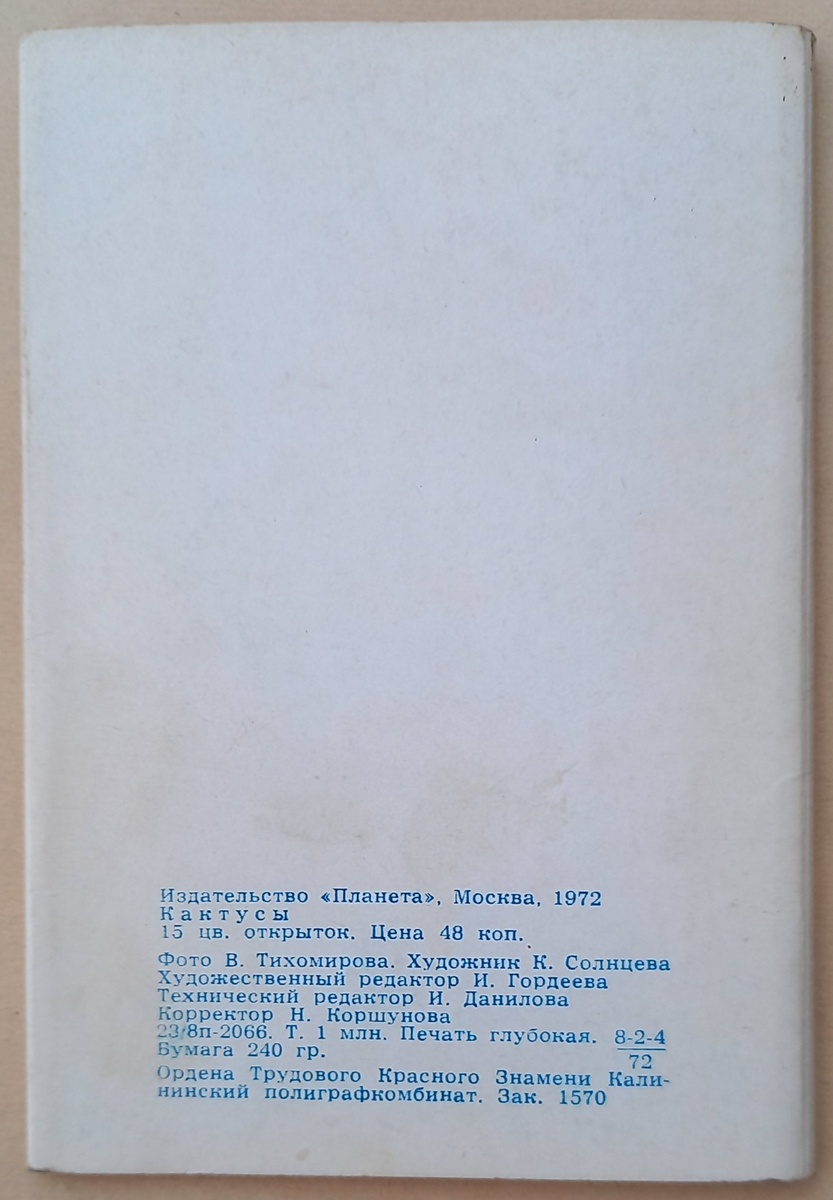 Издательство «Планета», Москва, 1972
Кактусы
15 цв. открыток. Цена 48 коп.
Фото В. Тихомирова. Художник К. Солнцева
Художественный редактор И. Гордеева
Технический редактор И. Данилова
Корректор Н. Коршунова
23/8п-2066. Т. 1 млн. Печать глубокая. 8-2-4
Бумага 240 гр. 72
Ордена Трудового Красного Знамени Кали-
нинский полиграфкомбинат. Зак. 1570